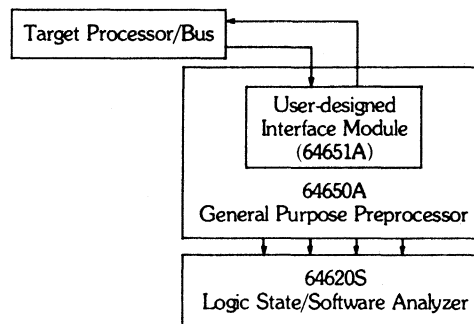 Target Processor/Bus
User-designed
Interface Module
(64651A)
64650A
General Purpose Preprocessor
64620S
Logic State/Software Analyzer